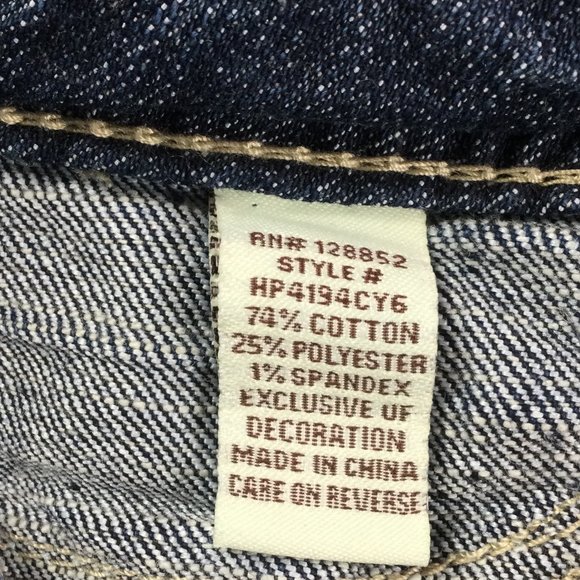 RN# 128852
STYLE #
HP4194CY6
74% COTTON
25% POLYESTER
1% SPANDEX
EXCLUSIVE OF
DECORATION
MADE IN CHINA
CARE ON REVERSE